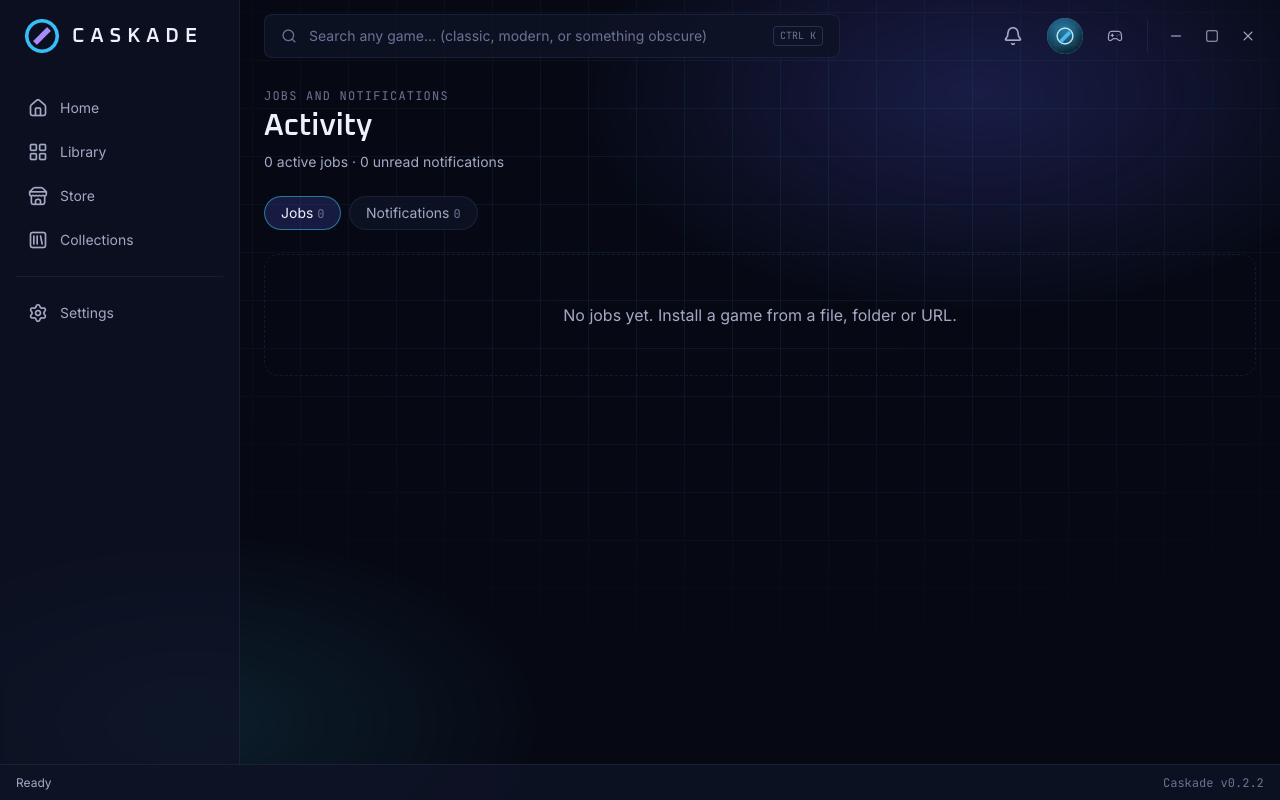 CASKADE
Search any game... (classic, modern, or something obscure)
CTRL K
Home
Library
Store
Collections
Settings
JOBS AND NOTIFICATIONS
Activity
0 active jobs · 0 unread notifications
Jobs 0
Notifications 0
No jobs yet. Install a game from a file, folder or URL.
Ready
Caskade v0.2.2